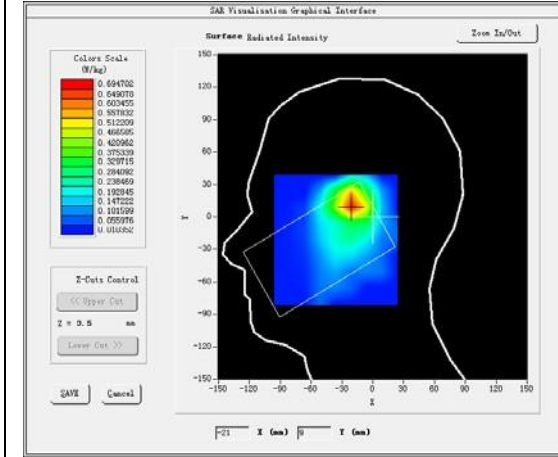 SAR Visualisation Graphical Interface
Surface Radiated Intensity
Zoom In/Out
Colors Scale
(W/kg)
0.694702
0.649078
0.603455
0.557832
0.512209
0.466585
0.420962
0.375339
0.329715
0.284092
0.238469
0.192845
0.147222
0.101599
0.055976
0.010352
150
120
90
60
30
0
-30
-60
-90
-120
-150
Y
-150 -120 -90 -60 -30 0 30 60 90 120 150
X
Z-Cuts Control
<< Upper Cut
Z = 0.5 mm
Lower Cut >>
SAVE Cancel
-21 X (mm) 9 Y (mm)